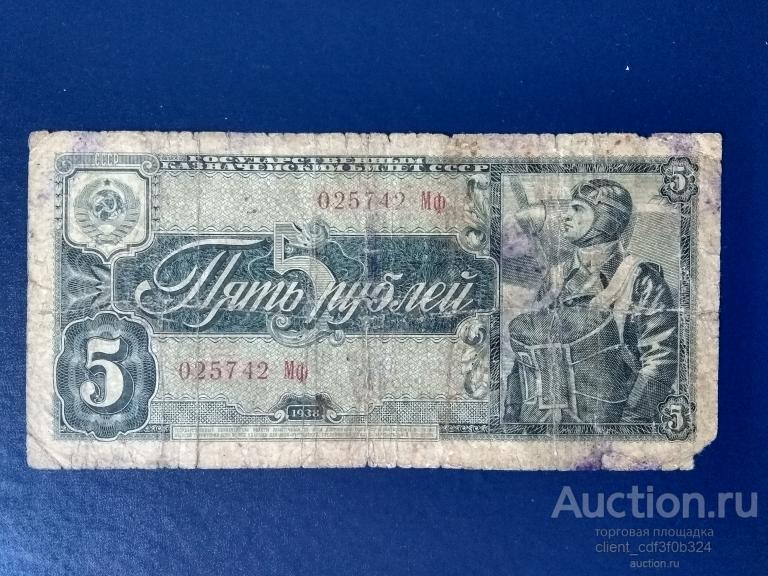 СССР
ГОСУДАРСТВЕННЫЙ
КАЗНАЧЕЙСКИЙ БИЛЕТ СССР
5
025742 Мф
5
Пять рублей
5
025742 Мф
1938
5
Auction.ru
торговая площадка
client_cdf3f0b324
auction.ru